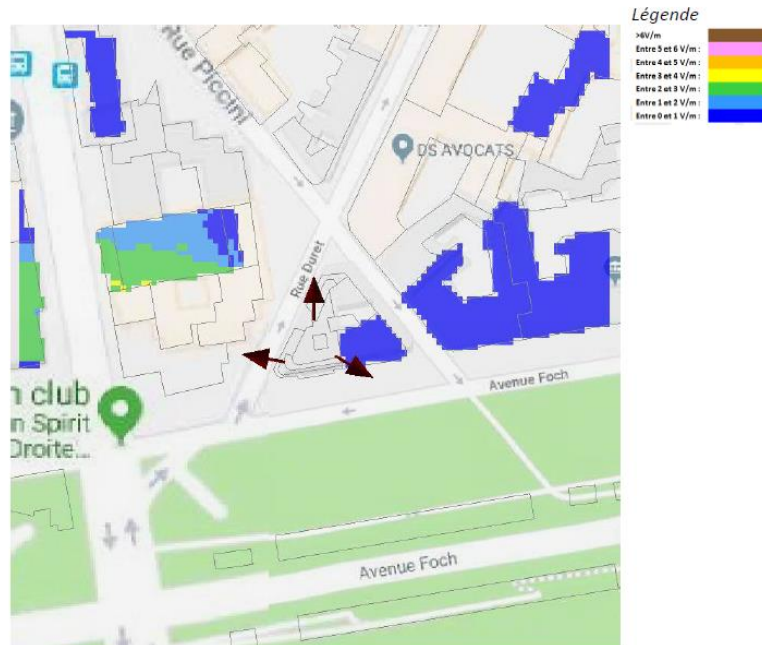 Légende
>6V/m
Entre 5 et 6 V/m :
Entre 4 et 5 V/m :
Entre 3 et 4 V/m :
Entre 2 et 3 V/m :
Entre 1 et 2 V/m :
Entre 0 et 1 V/m :
Rue Piccini
DS AVOCATS
Rue Duret
Avenue Foch
n club
n Spirit
Droite...
Avenue Foch